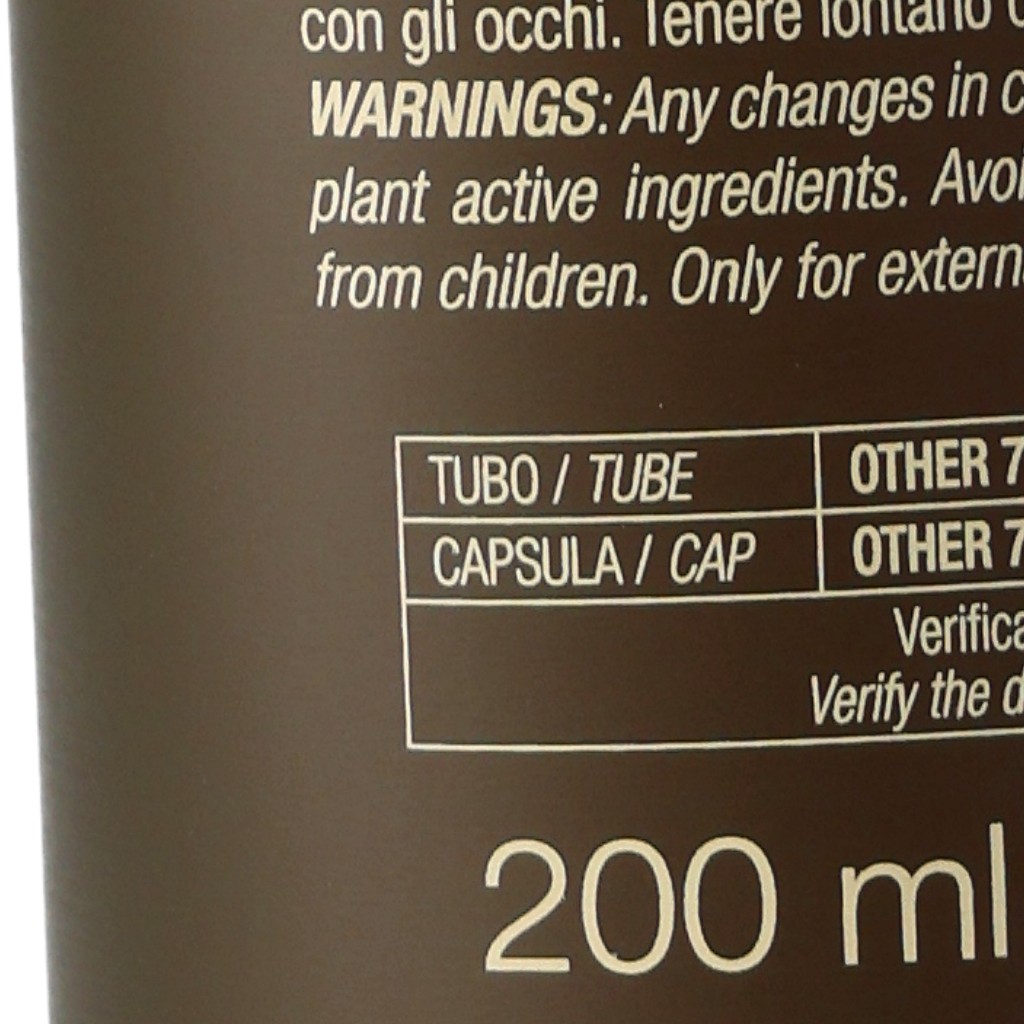 con gli occhi. Tenere lontano
WARNINGS: Any changes in
plant active ingredients.
from children. Only for
TUBO / TUBE OTHER 7
CAPSULA / CAP OTHER 7
Verify the
200 ml